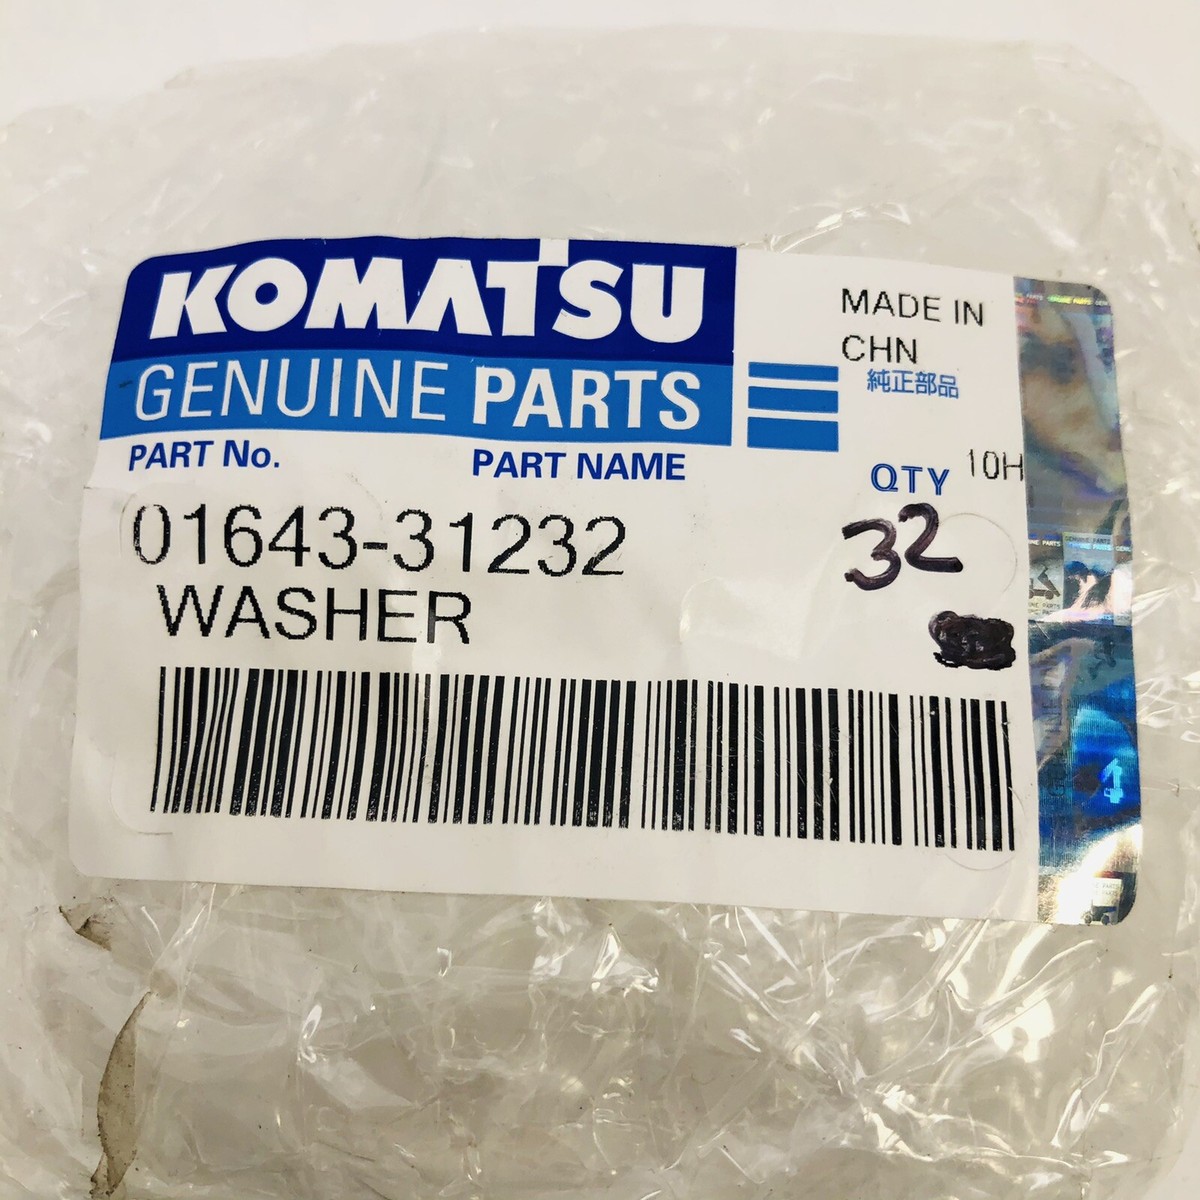 KOMATSU
GENUINE PARTS
MADE IN
CHN
純正部品
PART No.
PART NAME
QTY
10H
01643-31232
32
WASHER